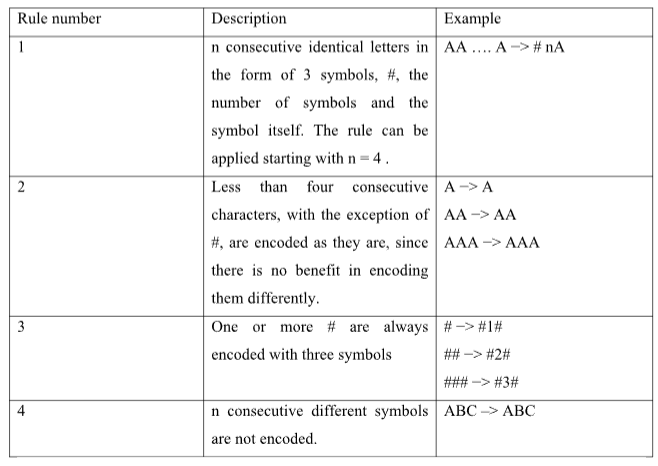 Rule number Description Example
1 n consecutive identical letters in AA .... A –> # nA
the form of 3 symbols, #, the
number of symbols and the
symbol itself. The rule can be
applied starting with n = 4 .
2 Less than four consecutive A –> A
characters, with the exception of AA –> AA
#, are encoded as they are, since AAA –> AAA
there is no benefit in encoding
them differently.
3 One or more # are always # –> #1#
encoded with three symbols ## –> #2#
### –> #3#
4 n consecutive different symbols ABC –> ABC
are not encoded.